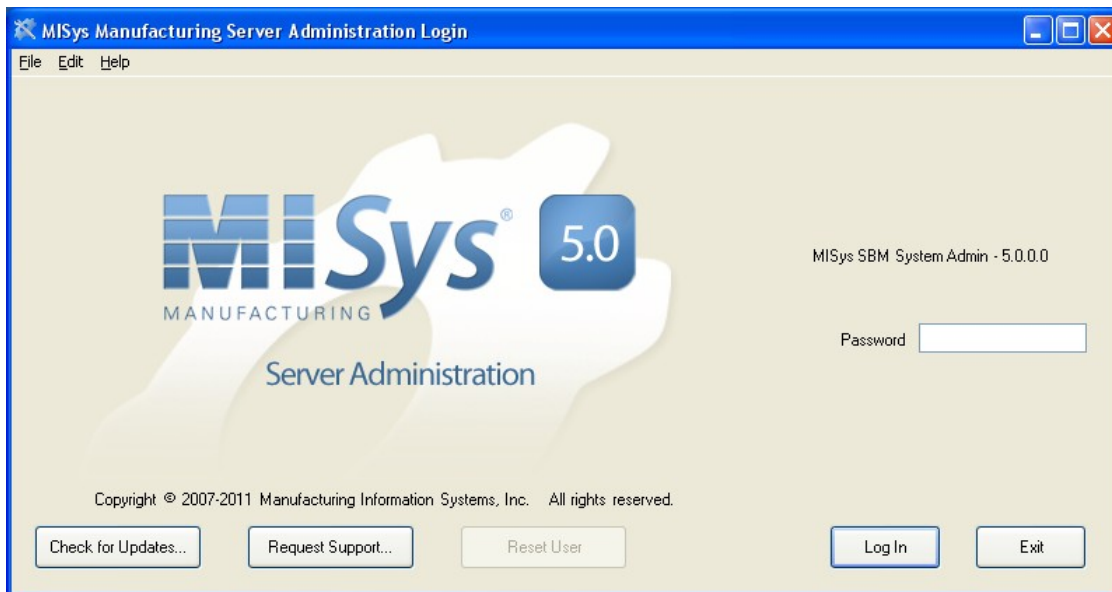 MISys Manufacturing Server Administration Login
File Edit Help
MISys® 5.0
MANUFACTURING
Server Administration
MISys SBM System Admin - 5.0.0.0
Password
Copyright © 2007-2011 Manufacturing Information Systems, Inc. All rights reserved.
Check for Updates... Request Support... Reset User Log In Exit